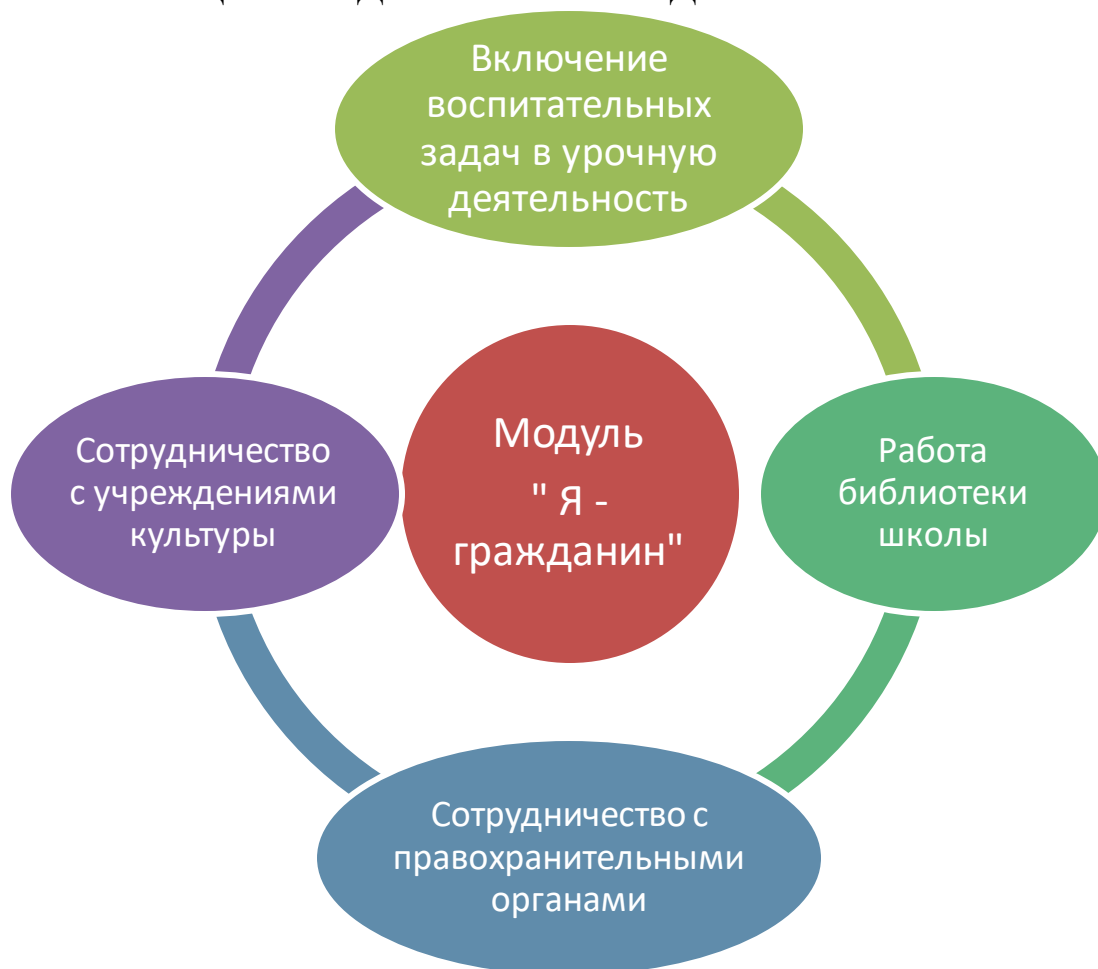 Включение
воспитательных
задач в урочную
деятельность
Сотрудничество
с учреждениями
культуры
Модуль
" Я -
гражданин"
Работа
библиотеки
школы
Сотрудничество с
правохранительными
органами